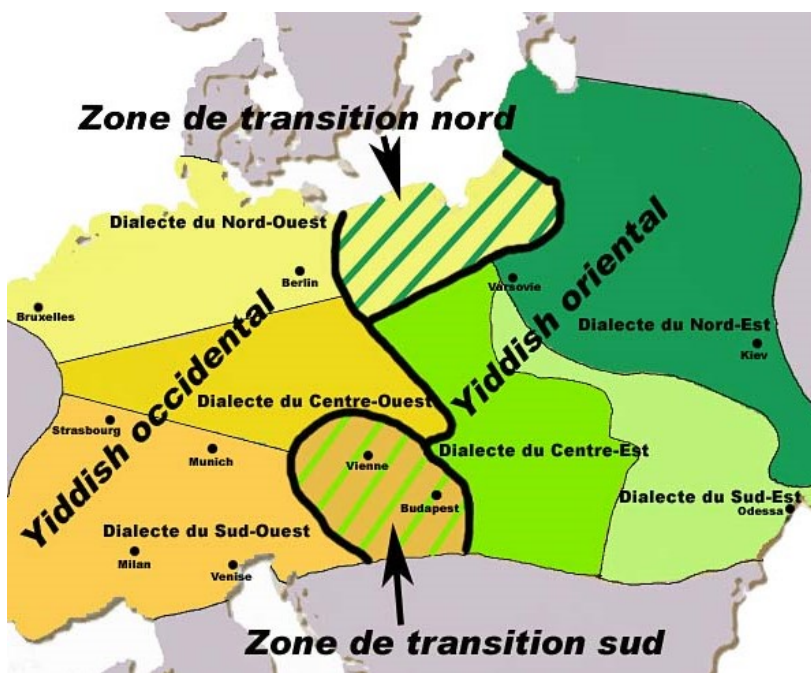 Zone de transition nord
Dialecte du Nord-Ouest
Berlin
Varsovie
Bruxelles
Dialecte du Nord-Est
Kiev
Yiddish occidental
Yiddish oriental
Dialecte du Centre-Ouest
Strasbourg
Munich
Vienne
Dialecte du Centre-Est
Budapest
Dialecte du Sud-Est
Odessa
Dialecte du Sud-Ouest
Milan
Venise
Zone de transition sud